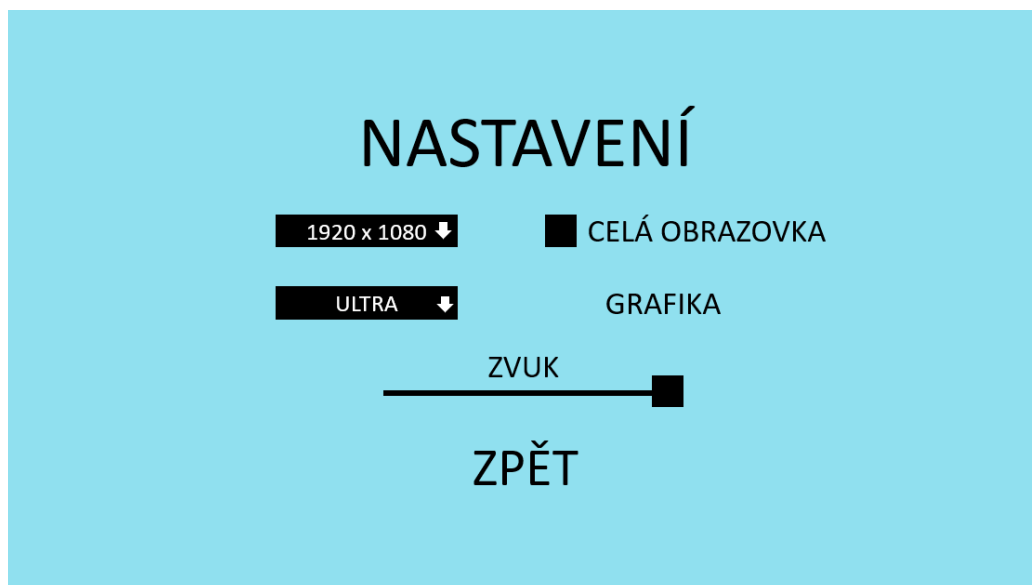 NASTAVENÍ
1920 x 1080 CELÁ OBRAZOVKA
ULTRA GRAFIKA
ZVUK
ZPĚT